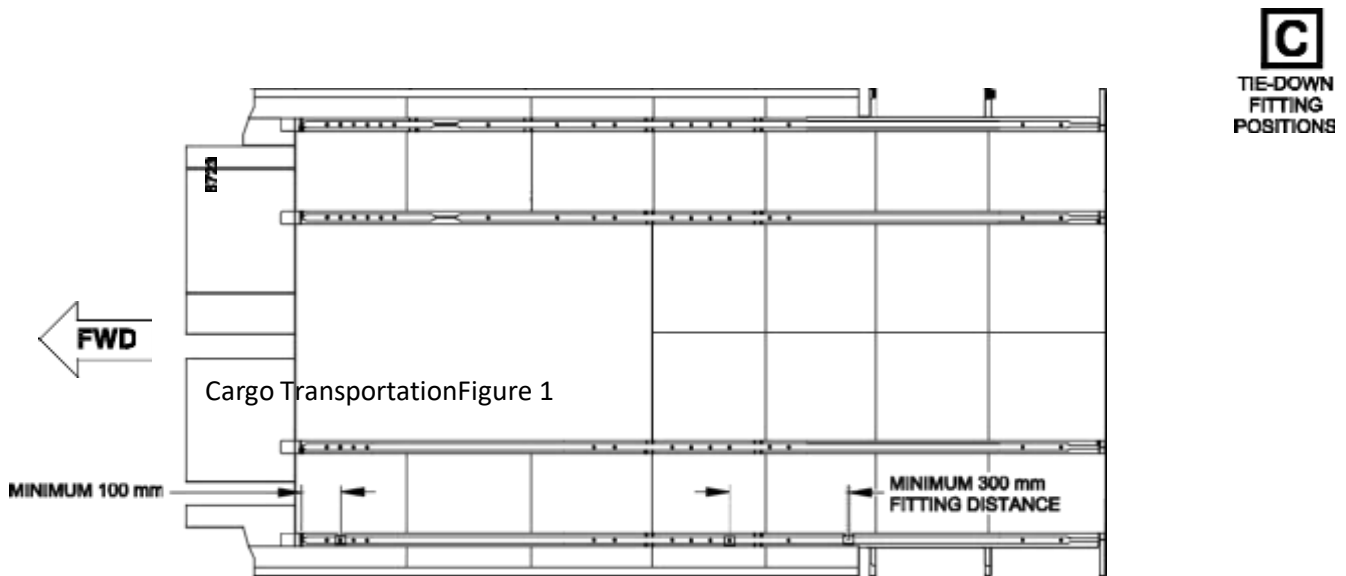 C
TIE-DOWN
FITTING
POSITIONS
FWD
Cargo TransportationFigure 1
MINIMUM 100 mm
MINIMUM 300 mm
FITTING DISTANCE